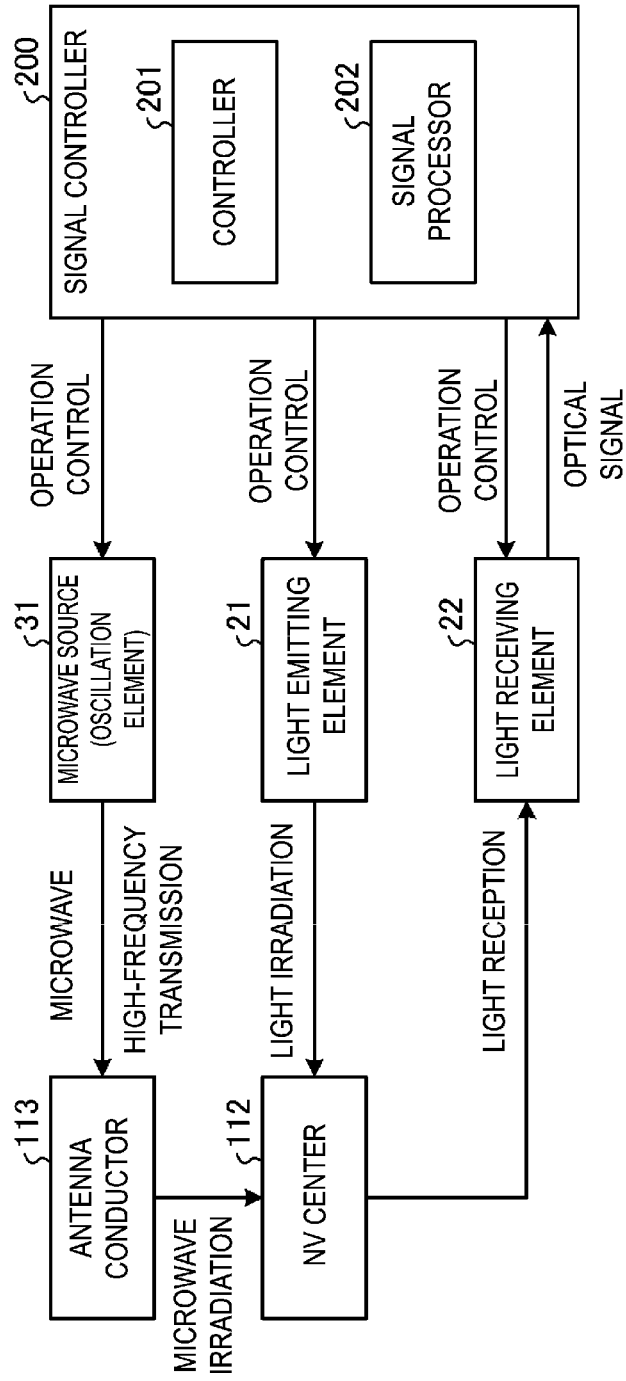 200
SIGNAL CONTROLLER
201
CONTROLLER
202
SIGNAL
PROCESSOR
OPERATION
CONTROL
OPERATION
CONTROL
OPERATION
CONTROL
OPTICAL
SIGNAL
31
MICROWAVE SOURCE
(OSCILLATION
ELEMENT)
21
LIGHT EMITTING
ELEMENT
22
LIGHT RECEIVING
ELEMENT
MICROWAVE
HIGH-FREQUENCY
TRANSMISSION
LIGHT IRRADIATION
LIGHT RECEPTION
113
ANTENNA
CONDUCTOR
MICROWAVE
IRRADIATION
112
NV CENTER